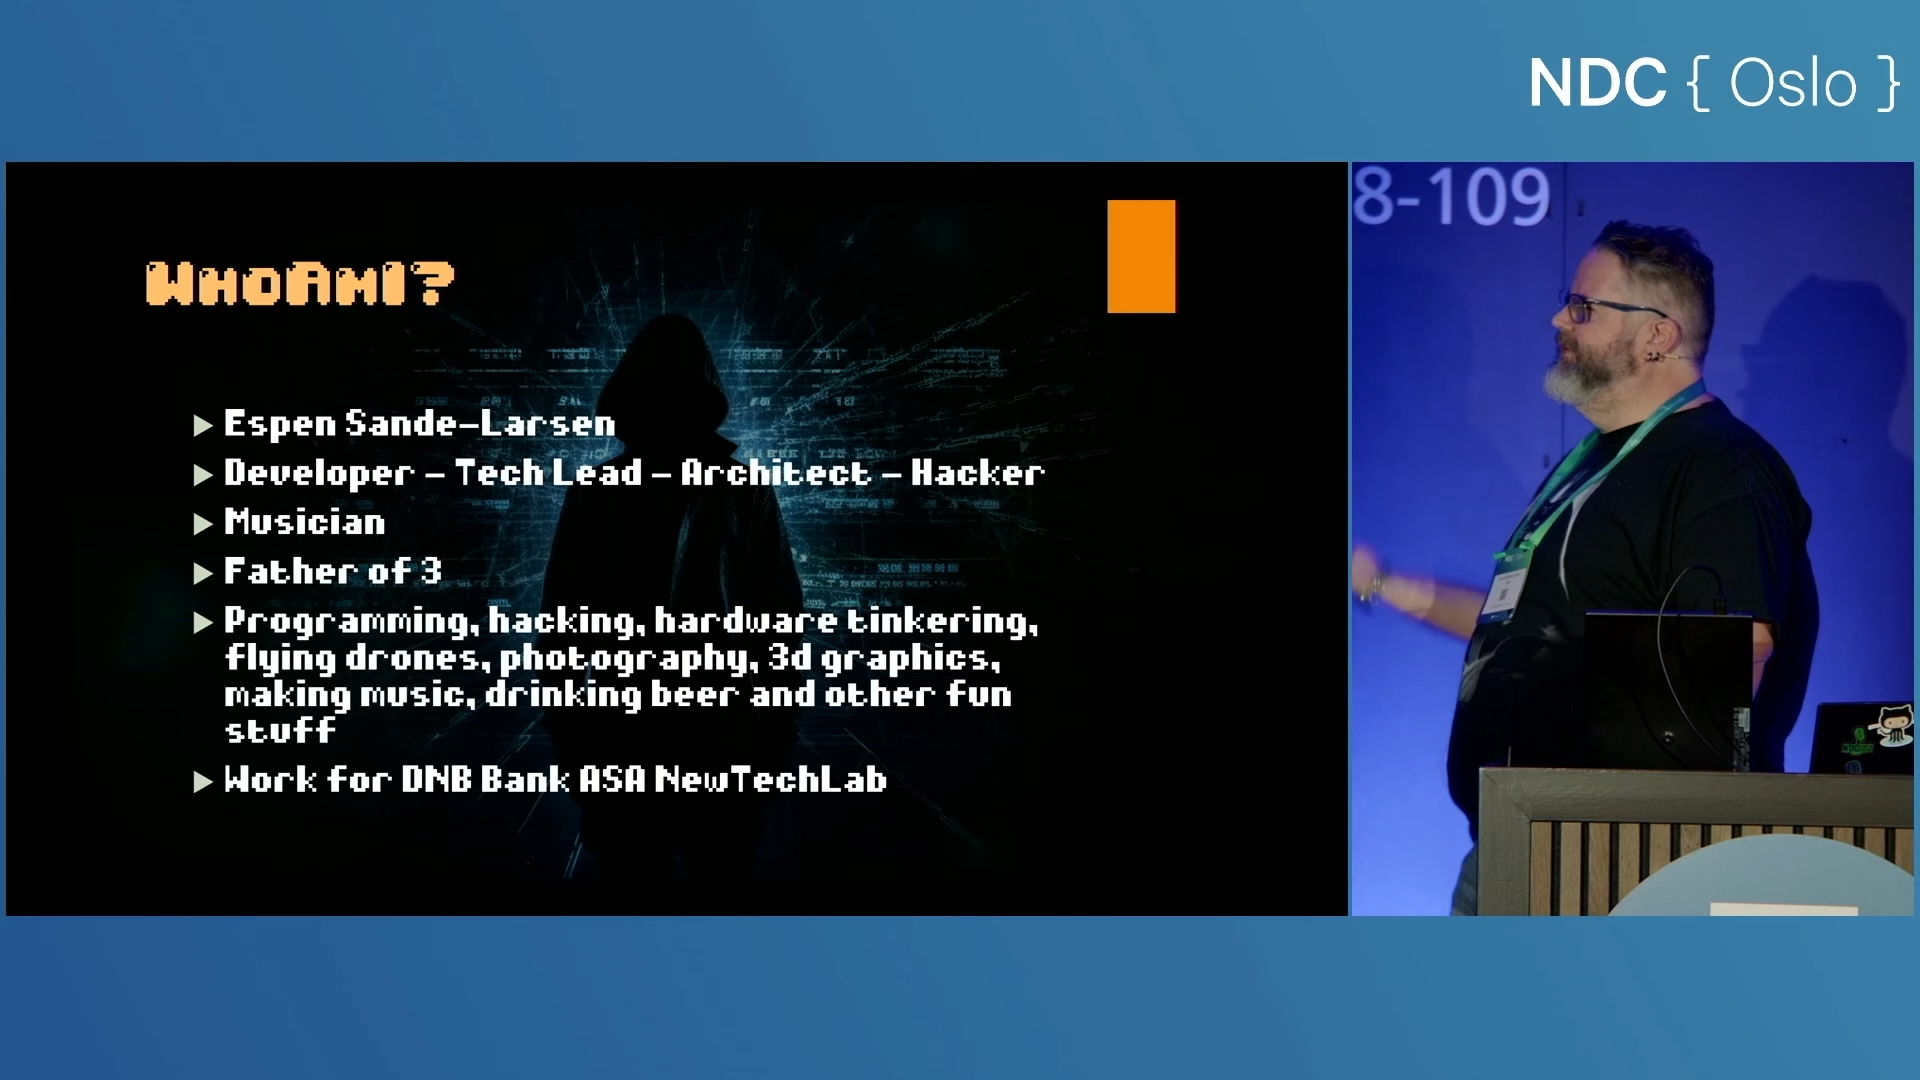 NDC { Oslo }
8-109
WhoAmI?
Espen Sande-Larsen
Developer - Tech Lead - Architect - Hacker
Musician
Father of 3
Programming, hacking, hardware tinkering,
flying drones, photography, 3d graphics,
making music, drinking beer and other fun
stuff
Work for DNB Bank ASA NewTechLab